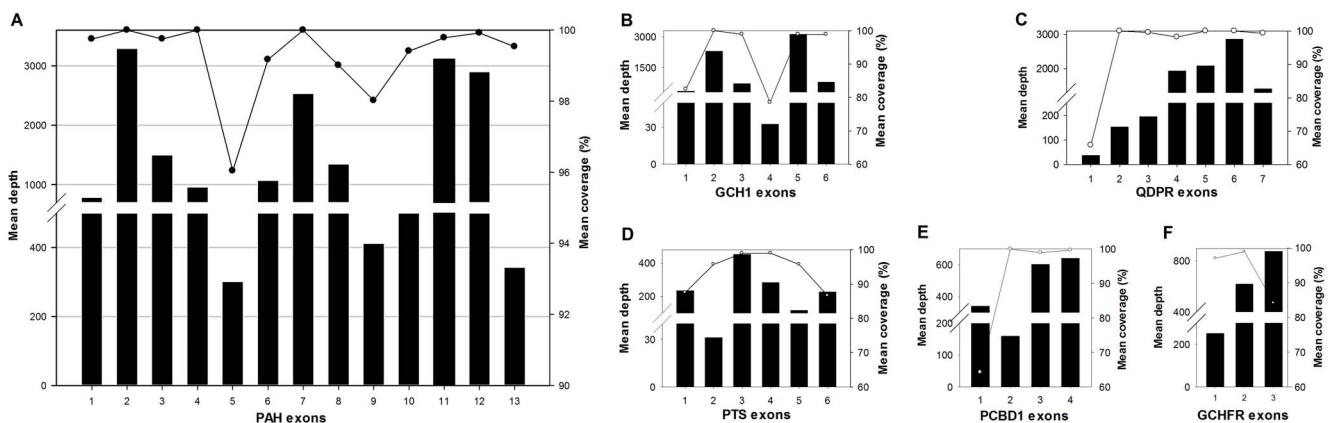 A
Mean depth
3000
2000
1000
400
200
0
100
98
96
94
92
90
Mean coverage (%)
1 2 3 4 5 6 7 8 9 10 11 12 13
PAH exons
B
Mean depth
3000
1500
30
0
100
90
80
70
60
Mean coverage (%)
1 2 3 4 5 6
GCH1 exons
C
Mean depth
3000
2000
200
100
0
100
90
80
70
60
Mean coverage (%)
1 2 3 4 5 6 7
QDPR exons
D
Mean depth
400
200
30
0
100
90
80
70
60
Mean coverage (%)
1 2 3 4 5 6
PTS exons
E
Mean depth
600
400
200
100
0
100
90
80
70
60
Mean coverage (%)
1 2 3 4
PCBD1 exons
F
Mean depth
800
400
200
0
100
90
80
70
60
Mean coverage (%)
1 2 3
GCHFR exons